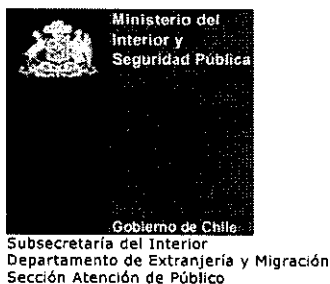 Ministerio del
Interior y
Seguridad Pública
Gobierno de Chile
Subsecretaría del Interior
Departamento de Extranjería y Migración
Sección Atención de Público